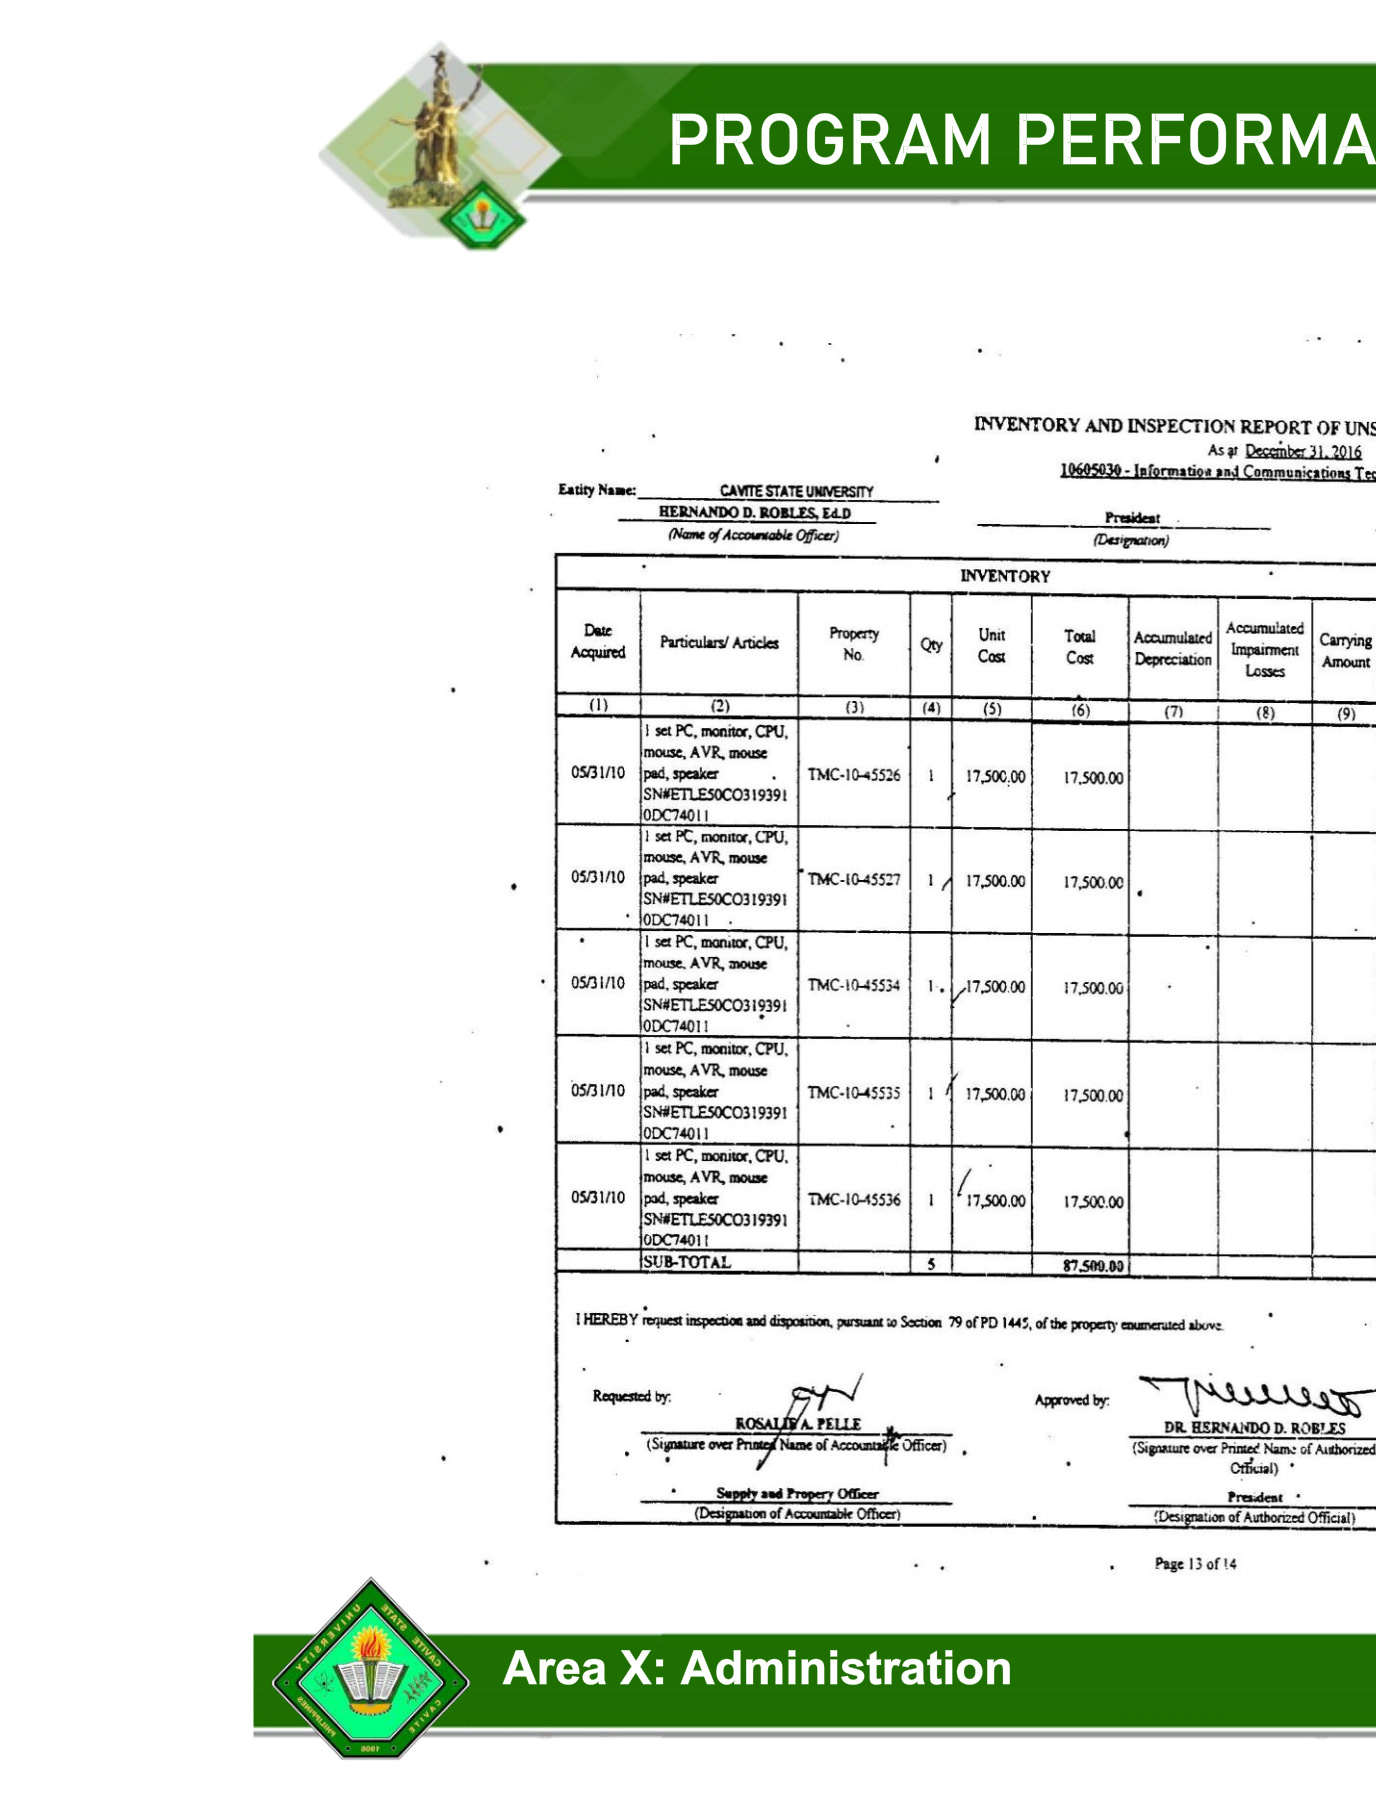 PROGRAM PERFORMA
INVENTORY AND INSPECTION REPORT OF UNS
As at December 31, 2016
10605030 - Information and Communications Tec
Entity Name: CAVITE STATE UNIVERSITY
HERNANDO D. ROBLES, Ed.D President
(Name of Accountable Officer) (Designation)
INVENTORY
Date Acquired Particulars/ Articles Property No. Qty Unit Cost Total Cost Accumulated Depreciation Accumulated Impairment Losses Carrying Amount
(1) (2) (3) (4) (5) (6) (7) (8) (9)
1 set PC, monitor, CPU,
mouse, AVR, mouse
05/31/10 pad, speaker TMC-10-45526 1 17,500.00 17,500.00
SN#ETLE50CO319391
0DC74011
1 set PC, monitor, CPU,
mouse, AVR, mouse
05/31/10 pad, speaker TMC-10-45527 1 17,500.00 17,500.00
SN#ETLE50CO319391
0DC74011
1 set PC, monitor, CPU,
mouse, AVR, mouse
05/31/10 pad, speaker TMC-10-45534 1 17,500.00 17,500.00
SN#ETLE50CO319391
0DC74011
1 set PC, monitor, CPU,
mouse, AVR, mouse
05/31/10 pad, speaker TMC-10-45535 1 17,500.00 17,500.00
SN#ETLE50CO319391
0DC74011
1 set PC, monitor, CPU,
mouse, AVR, mouse
05/31/10 pad, speaker TMC-10-45536 1 17,500.00 17,500.00
SN#ETLE50CO319391
0DC74011
SUB-TOTAL 5 87,500.00
I HEREBY request inspection and disposition, pursuant to Section 79 of PD 1445, of the property enumerated above.
Requested by: Approved by:
ROSALIE A. PELLE DR. HERNANDO D. ROBLES
(Signature over Printed Name of Accountable Officer) (Signature over Printed Name of Authorized
Official)
Supply and Propery Officer President
(Designation of Accountable Officer) (Designation of Authorized Official)
Page 13 of 14
CAVITE STATE UNIVERSITY
CAVITE PHILIPPINES
1906
Area X: Administration